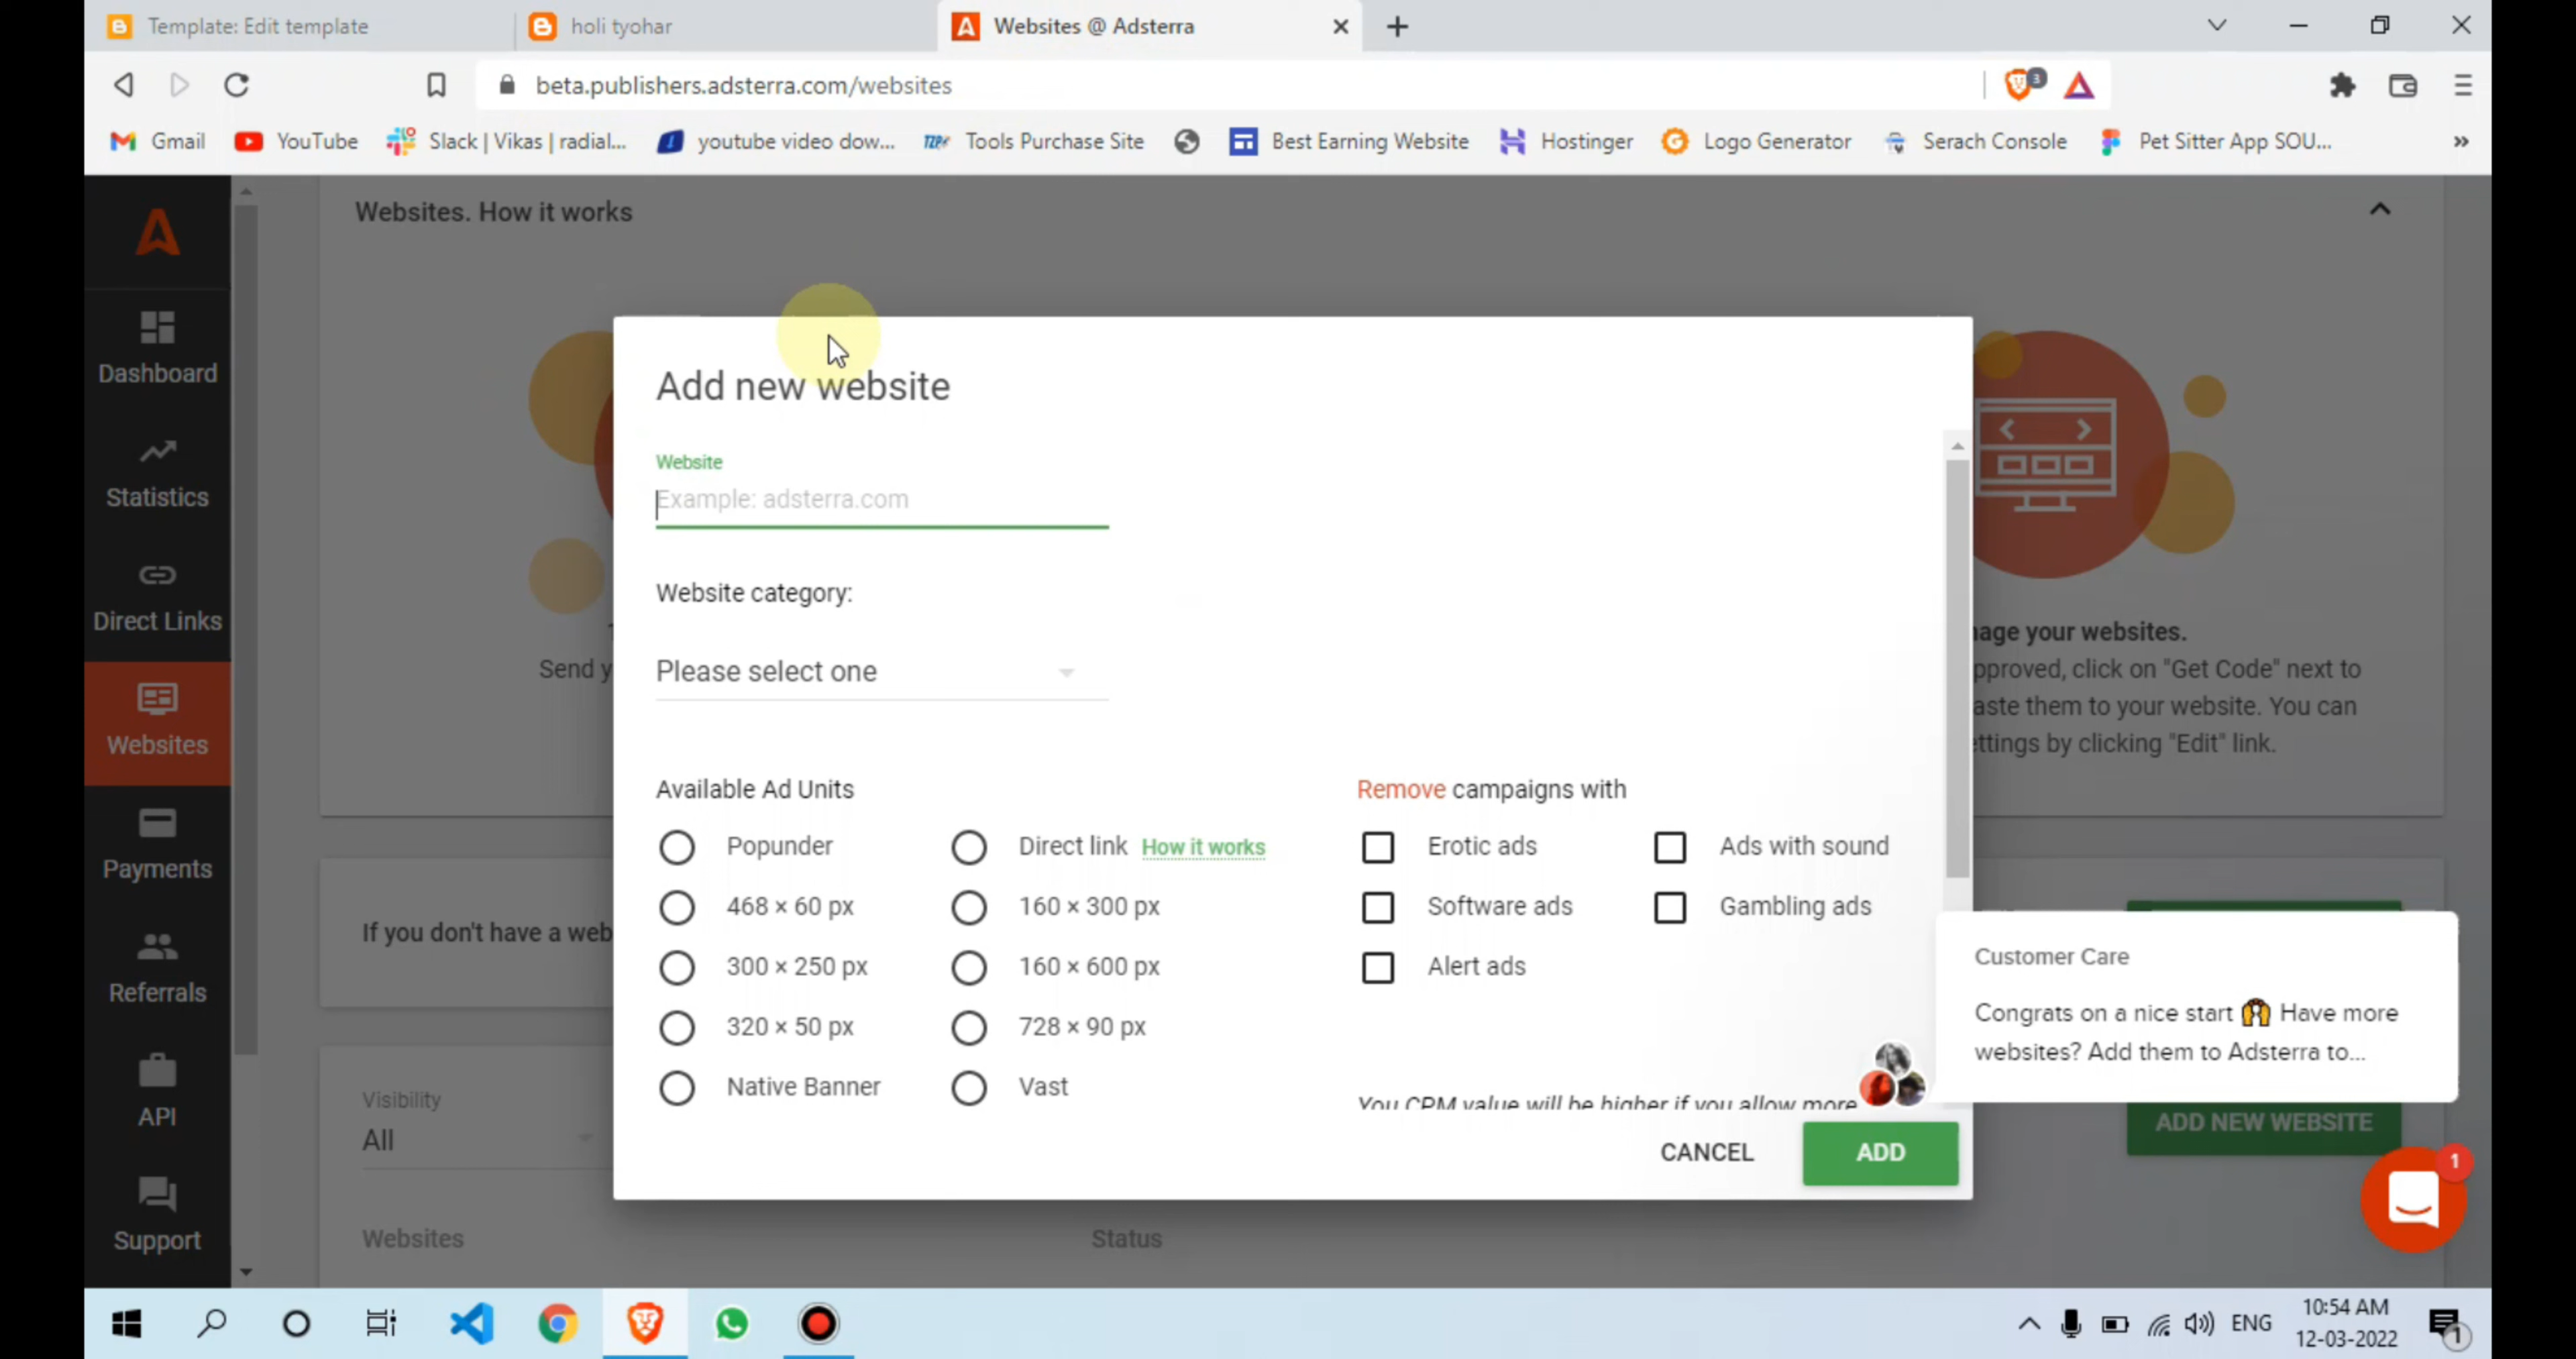 Template: Edit template
holi tyohar
Websites @ Adsterra
beta.publishers.adsterra.com/websites
3
Gmail
YouTube
Slack | Vikas | radial...
youtube video dow...
Tools Purchase Site
Best Earning Website
Hostinger
Logo Generator
Serach Console
Pet Sitter App SOU...
Websites. How it works
Dashboard
Statistics
Direct Links
Websites
Payments
Referrals
API
Support
Send y
nage your websites.
pproved, click on "Get Code" next to
aste them to your website. You can
ettings by clicking "Edit" link.
If you don't have a web
Visibility
All
Websites
Status
ADD NEW WEBSITE
Add new website
Website
Example: adsterra.com
Website category:
Please select one
Available Ad Units
Popunder
Direct link How it works
468 × 60 px
160 × 300 px
300 × 250 px
160 × 600 px
320 × 50 px
728 × 90 px
Native Banner
Vast
Remove campaigns with
Erotic ads
Ads with sound
Software ads
Gambling ads
Alert ads
You CPM value will be higher if you allow more
CANCEL
ADD
Customer Care
Congrats on a nice start 🙌 Have more
websites? Add them to Adsterra to...
1
ENG
10:54 AM
12-03-2022
1